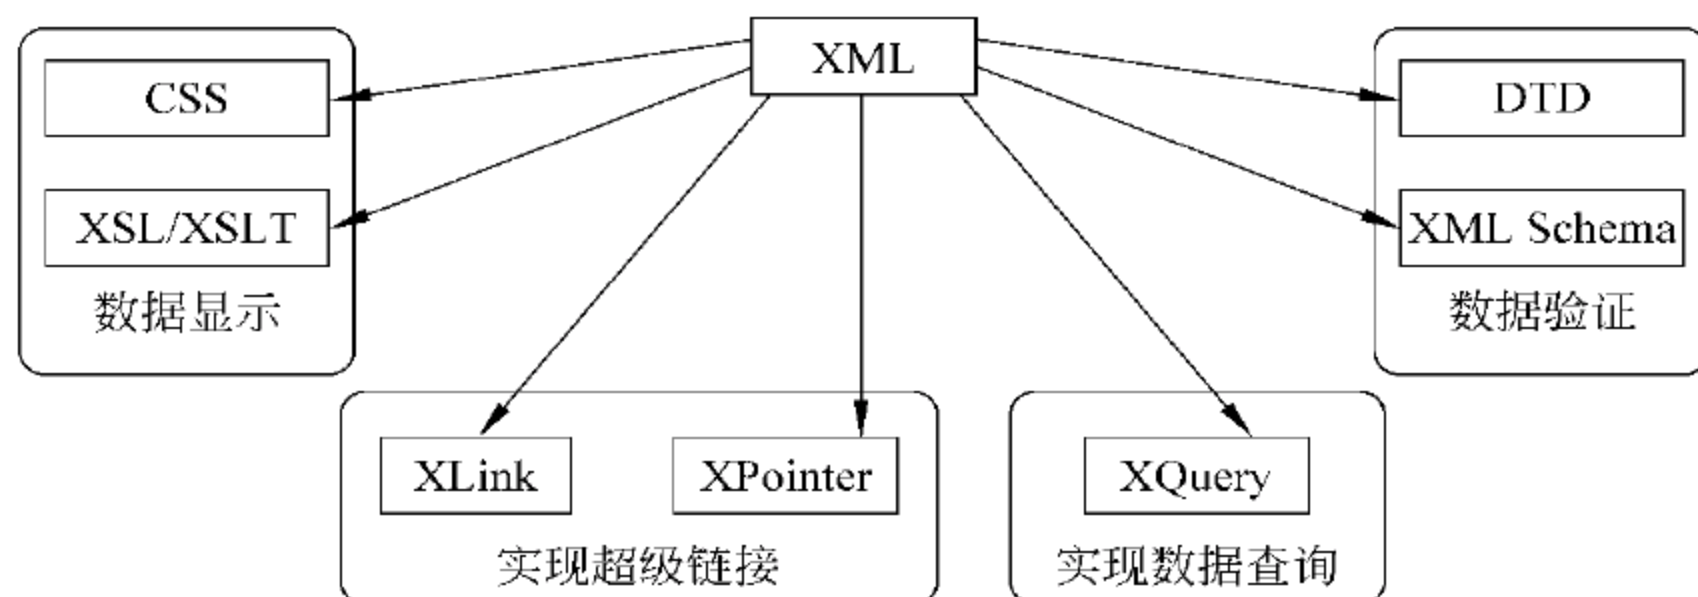 XML
CSS
XSL/XSLT
数据显示
DTD
XML Schema
数据验证
XLink
XPointer
实现超级链接
XQuery
实现数据查询